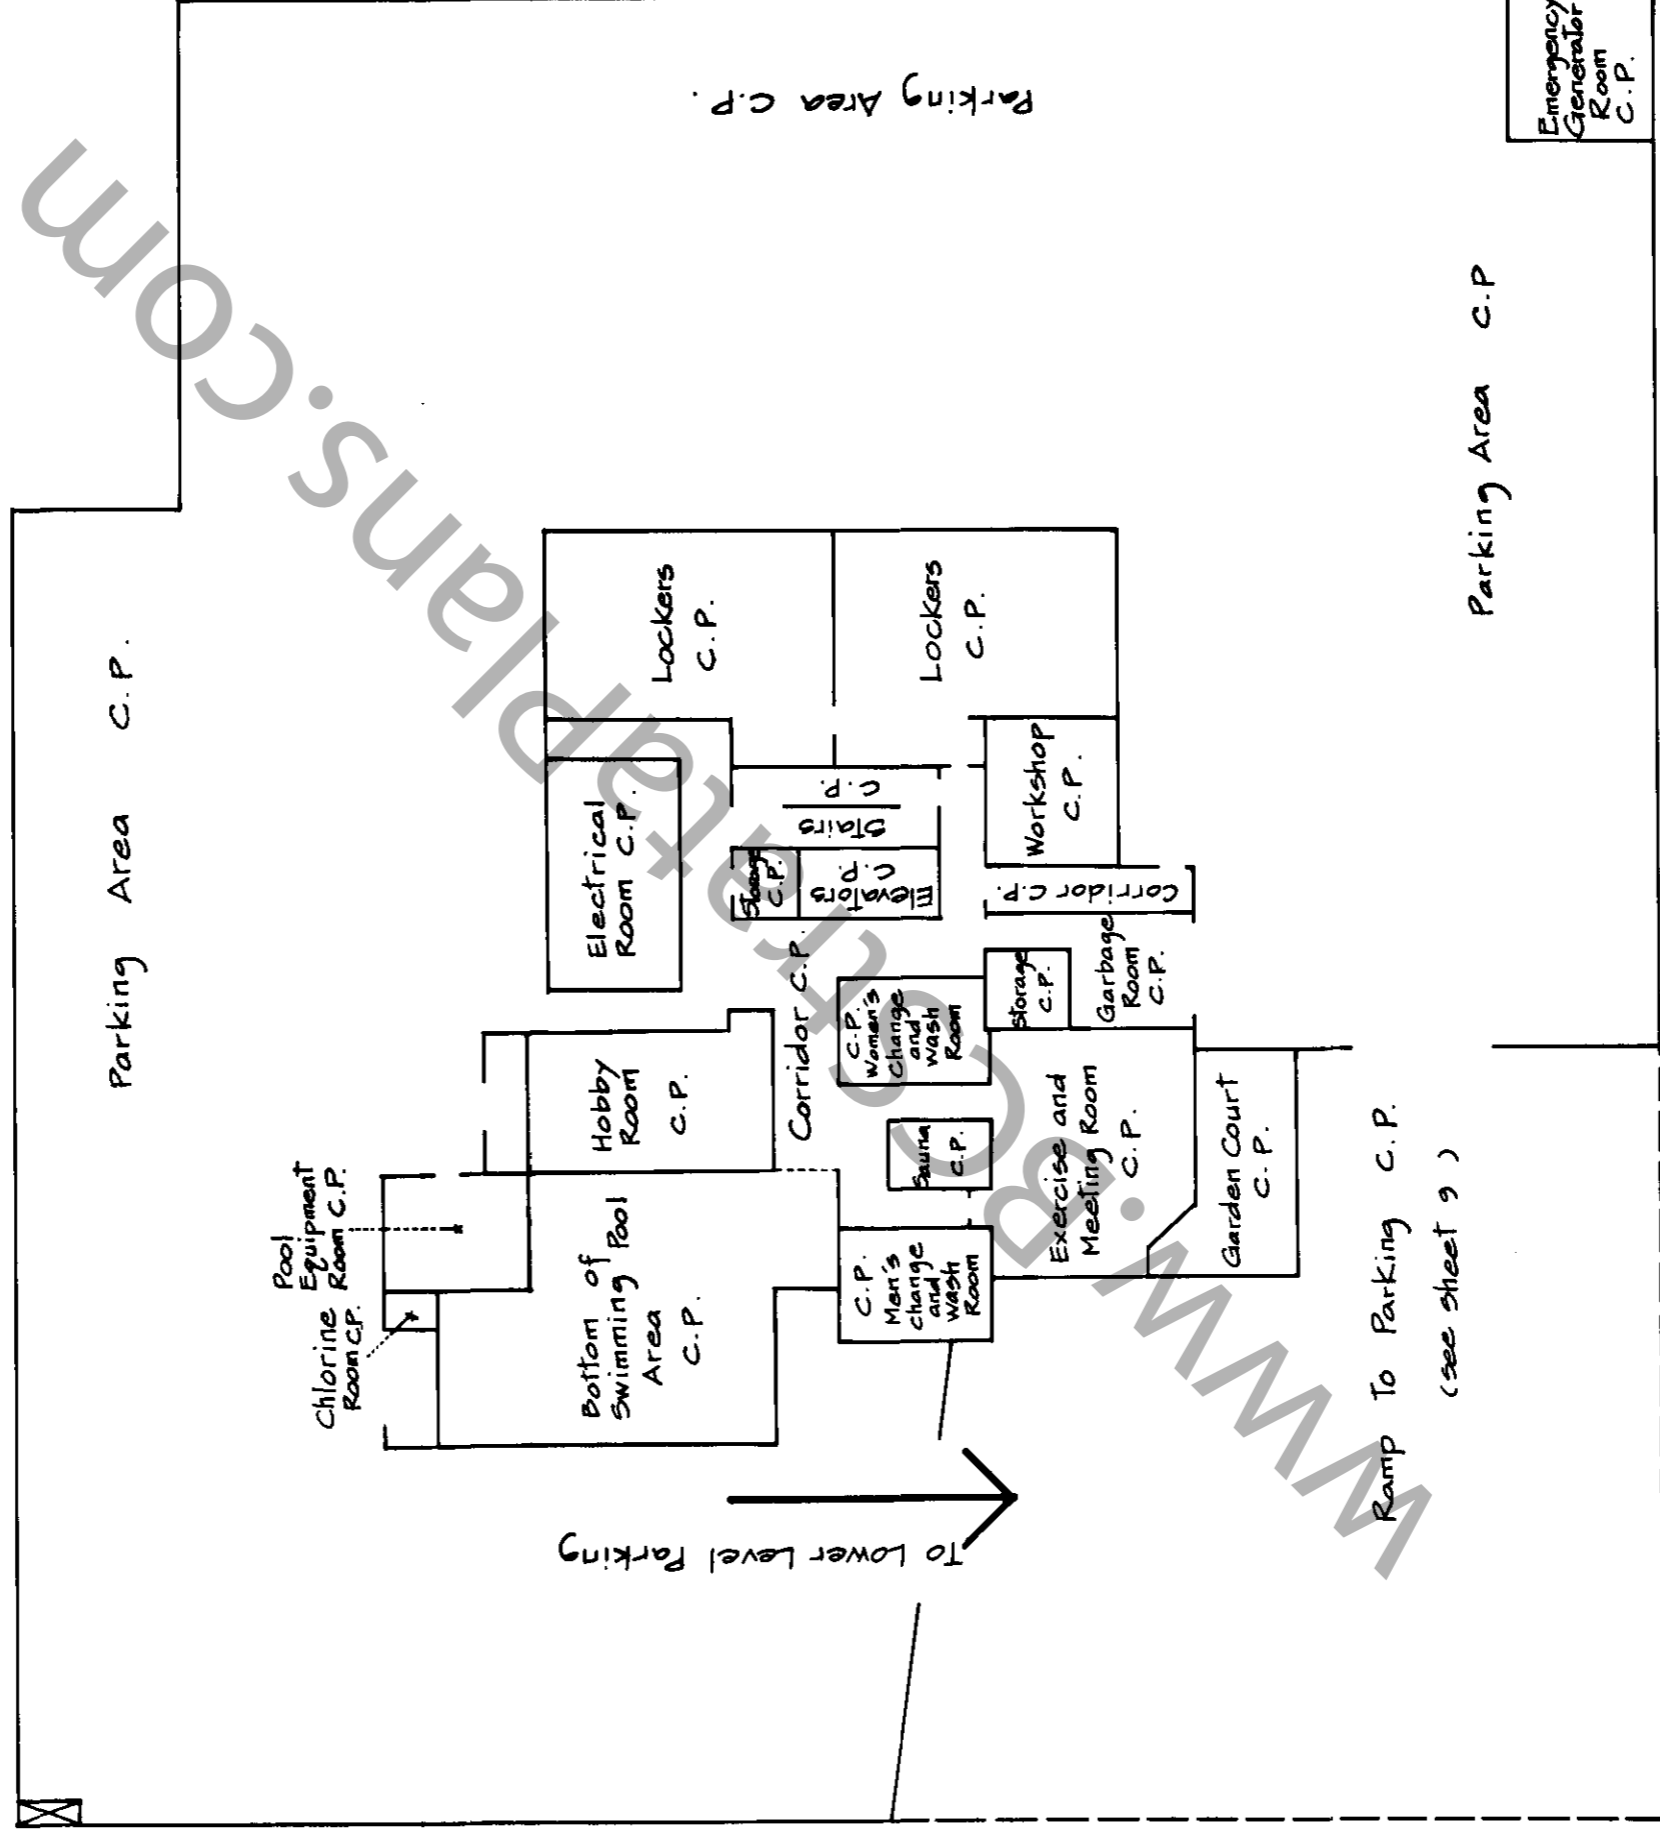 Parking Area C.P.
Emergency
Generator
Room
C.P.
Parking Area C.P.
Parking Area C.P
Lockers
C.P.
Lockers
C.P.
Electrical
Room C.P.
Stairs
C.P.
Storage
C.P.
Elevators
C.P.
Workshop
C.P.
Corridor C.P.
Corridor C.P.
Storage
C.P.
Garbage
Room
C.P.
Hobby
Room
C.P.
C.P.
Women's
Change
and
Wash
Room
Sauna
C.P.
Exercise and
Meeting Room
C.P.
Garden Court
C.P.
Pool
Equipment
Room C.P.
Chlorine
Room C.P.
Bottom of
Swimming Pool
Area
C.P.
C.P.
Men's
change
and
wash
Room
To Lower Level Parking
Ramp To Parking C.P.
(see sheet 9)
www.BCStrataPlans.com